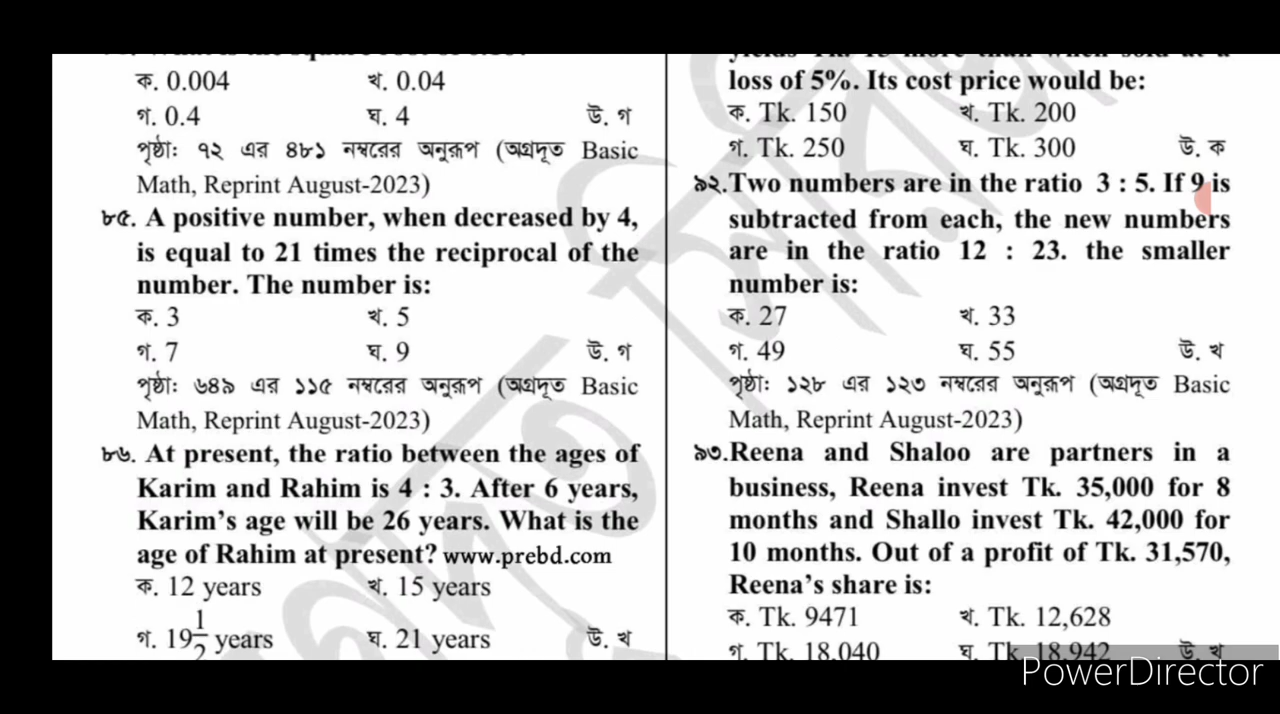 ক. 0.004 খ. 0.04
গ. 0.4 ঘ. 4 উ. গ
পৃষ্ঠাঃ ৭২ এর ৪৮১ নম্বরের অনুরূপ (অগ্রদূত Basic
Math, Reprint August-2023)
৮৫. A positive number, when decreased by 4,
is equal to 21 times the reciprocal of the
number. The number is:
ক. 3 খ. 5
গ. 7 ঘ. 9 উ. গ
পৃষ্ঠাঃ ৬৪৯ এর ১১৫ নম্বরের অনুরূপ (অগ্রদূত Basic
Math, Reprint August-2023)
৮৬. At present, the ratio between the ages of
Karim and Rahim is 4 : 3. After 6 years,
Karim’s age will be 26 years. What is the
age of Rahim at present? www.prebd.com
ক. 12 years খ. 15 years
গ. 19 1/2 years ঘ. 21 years উ. খ
loss of 5%. Its cost price would be:
ক. Tk. 150 খ. Tk. 200
গ. Tk. 250 ঘ. Tk. 300 উ. ক
৯২.Two numbers are in the ratio 3 : 5. If 9 is
subtracted from each, the new numbers
are in the ratio 12 : 23. the smaller
number is:
ক. 27 খ. 33
গ. 49 ঘ. 55 উ. খ
পৃষ্ঠাঃ ১২৮ এর ১২৩ নম্বরের অনুরূপ (অগ্রদূত Basic
Math, Reprint August-2023)
৯৩.Reena and Shaloo are partners in a
business, Reena invest Tk. 35,000 for 8
months and Shallo invest Tk. 42,000 for
10 months. Out of a profit of Tk. 31,570,
Reena’s share is:
ক. Tk. 9471 খ. Tk. 12,628
গ. Tk. 18,040 ঘ. Tk. 18,942 উ. খ
PowerDirector